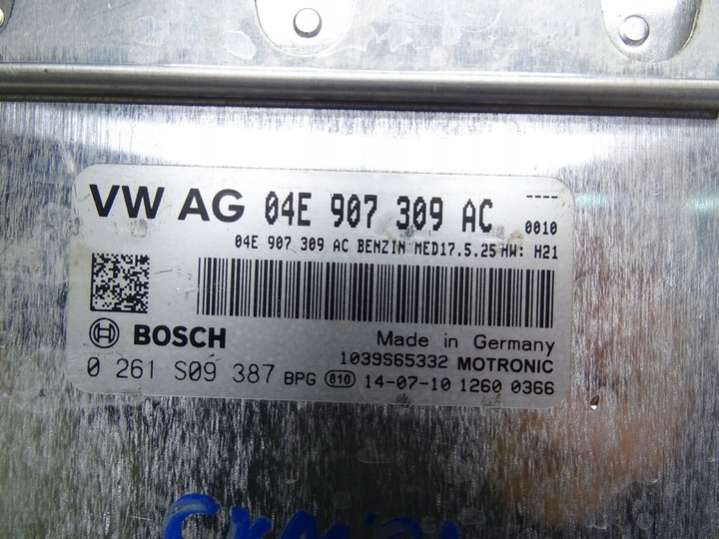 ----
VW AG 04E 907 309 AC 0010
04E 907 309 AC BENZIN MED17.5.25 HW: H21
BOSCH
Made in Germany
1039S65332 MOTRONIC
0 261 S09 387 BPG 810 14-07-10 1260 0366